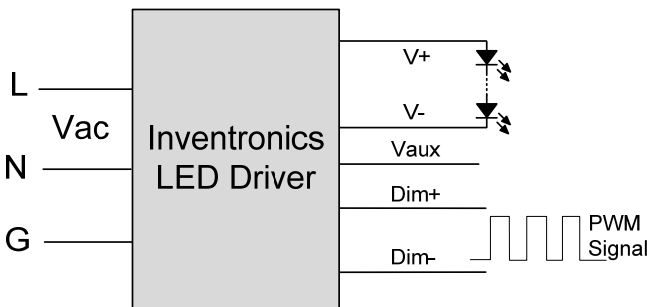 L
Vac
N
G
Inventronics
LED Driver
V+
V-
Vaux
Dim+
Dim-
PWM
Signal